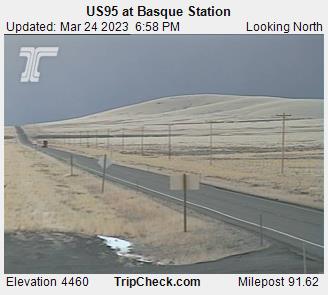 US95 at Basque Station
Updated: Mar 24 2023 6:58 PM Looking North
Elevation 4460 TripCheck.com Milepost 91.62